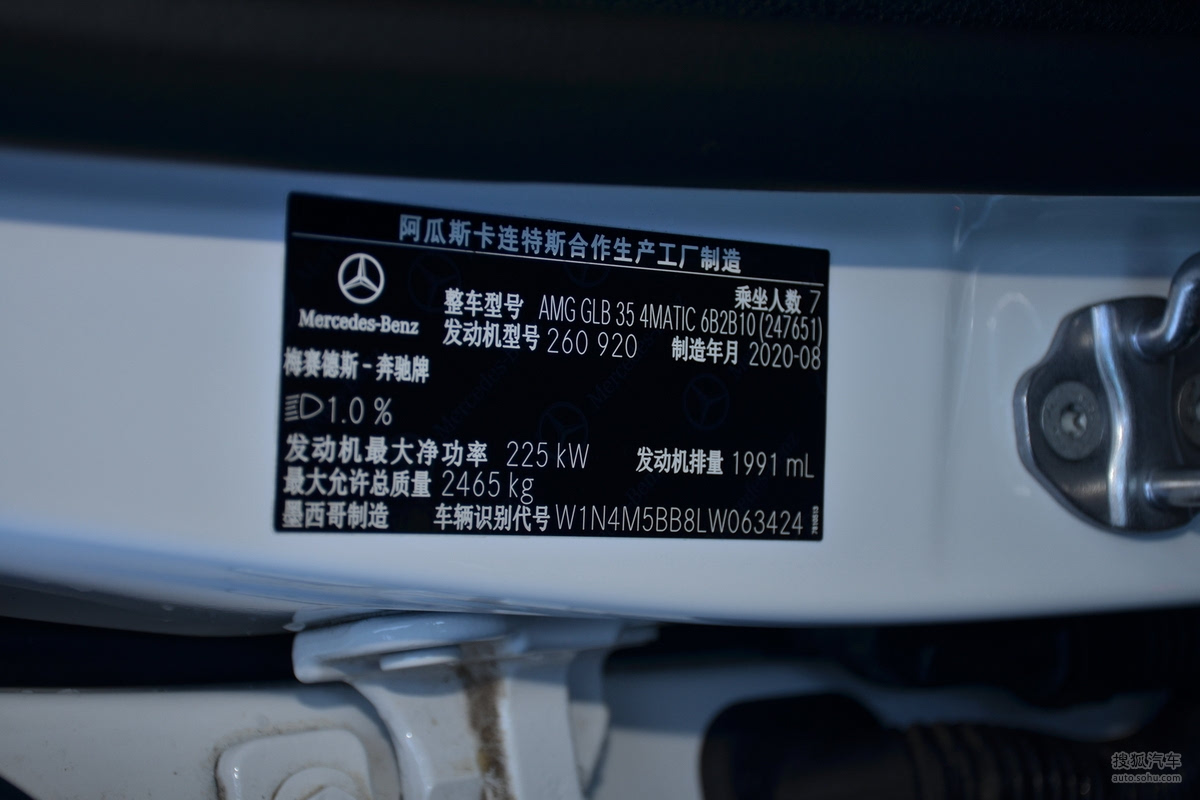 阿瓜斯卡连特斯合作生产工厂制造
乘坐人数 7
整车型号 AMG GLB 35 4MATIC 6B2B10(247651)
Mercedes-Benz
发动机型号 260 920 制造年月 2020-08
梅赛德斯-奔驰牌
1.0 %
发动机最大净功率 225 kW 发动机排量 1991 mL
最大允许总质量 2465 kg
墨西哥制造 车辆识别代号 W1N4M5BB8LW063424
搜狐汽车
auto.sohu.com